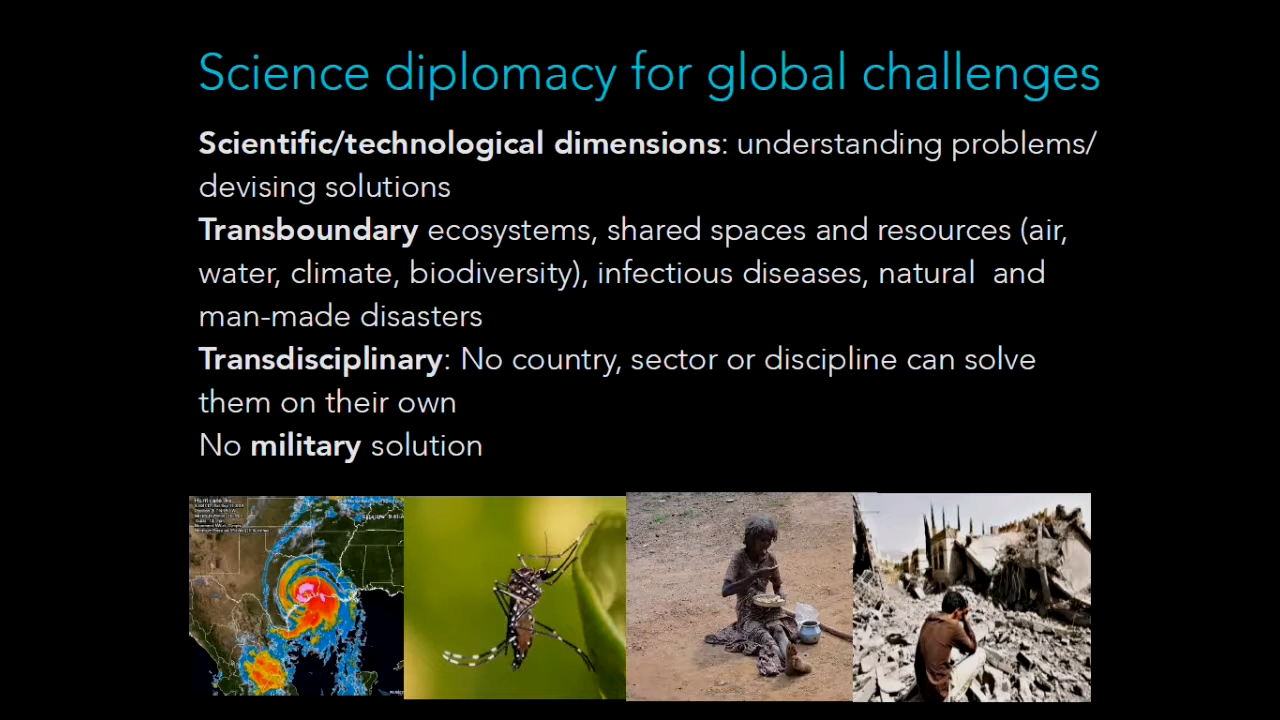 Science diplomacy for global challenges
Scientific/technological dimensions: understanding problems/
devising solutions
Transboundary ecosystems, shared spaces and resources (air,
water, climate, biodiversity), infectious diseases, natural  and
man-made disasters
Transdisciplinary: No country, sector or discipline can solve
them on their own
No military solution
Hurricane Ike